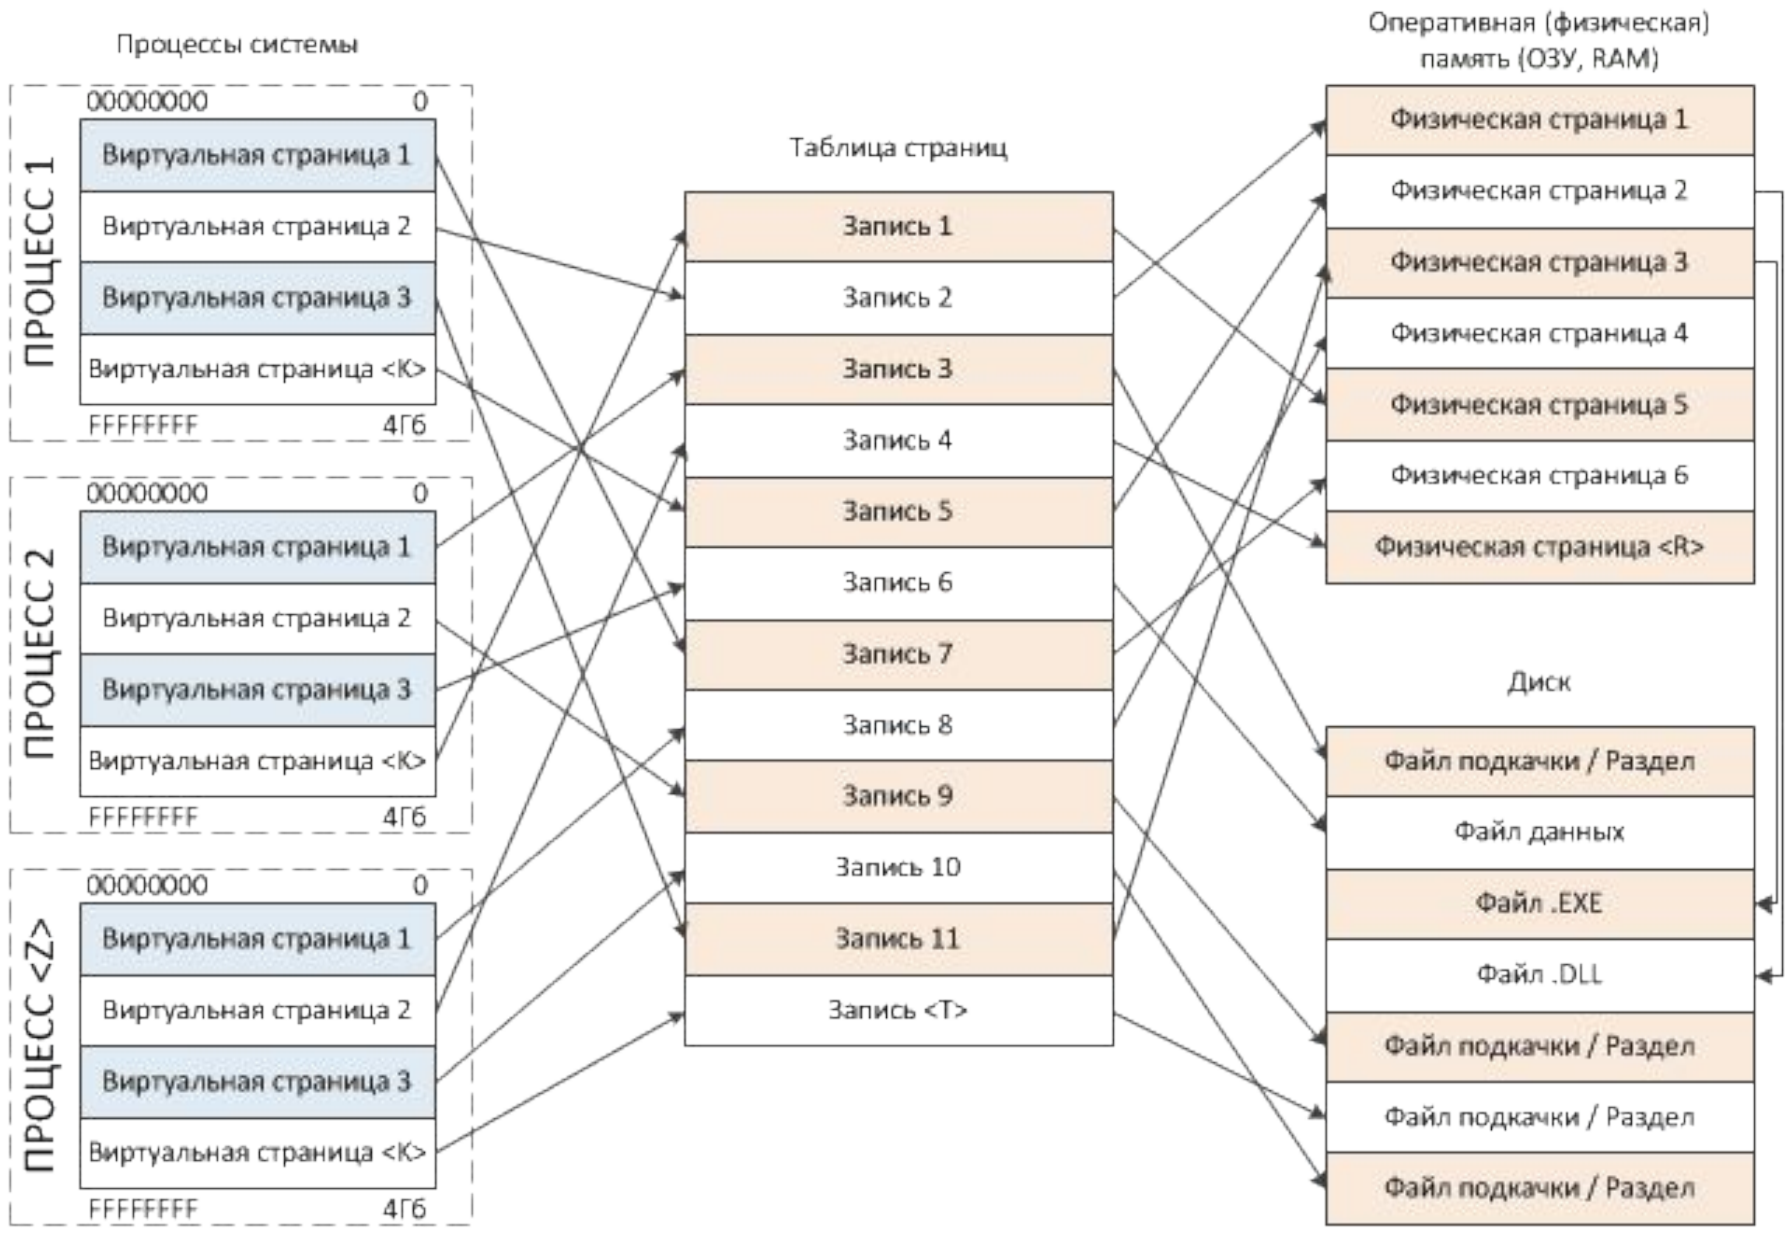 Процессы системы
ПРОЦЕСС 1
00000000 0
Виртуальная страница 1
Виртуальная страница 2
Виртуальная страница 3
Виртуальная страница <K>
FFFFFFFF 4Гб
ПРОЦЕСС 2
00000000 0
Виртуальная страница 1
Виртуальная страница 2
Виртуальная страница 3
Виртуальная страница <K>
FFFFFFFF 4Гб
ПРОЦЕСС <Z>
00000000 0
Виртуальная страница 1
Виртуальная страница 2
Виртуальная страница 3
Виртуальная страница <K>
FFFFFFFF 4Гб
Таблица страниц
Запись 1
Запись 2
Запись 3
Запись 4
Запись 5
Запись 6
Запись 7
Запись 8
Запись 9
Запись 10
Запись 11
Запись <T>
Оперативная (физическая)
память (ОЗУ, RAM)
Физическая страница 1
Физическая страница 2
Физическая страница 3
Физическая страница 4
Физическая страница 5
Физическая страница 6
Физическая страница <R>
Диск
Файл подкачки / Раздел
Файл данных
Файл .EXE
Файл .DLL
Файл подкачки / Раздел
Файл подкачки / Раздел
Файл подкачки / Раздел